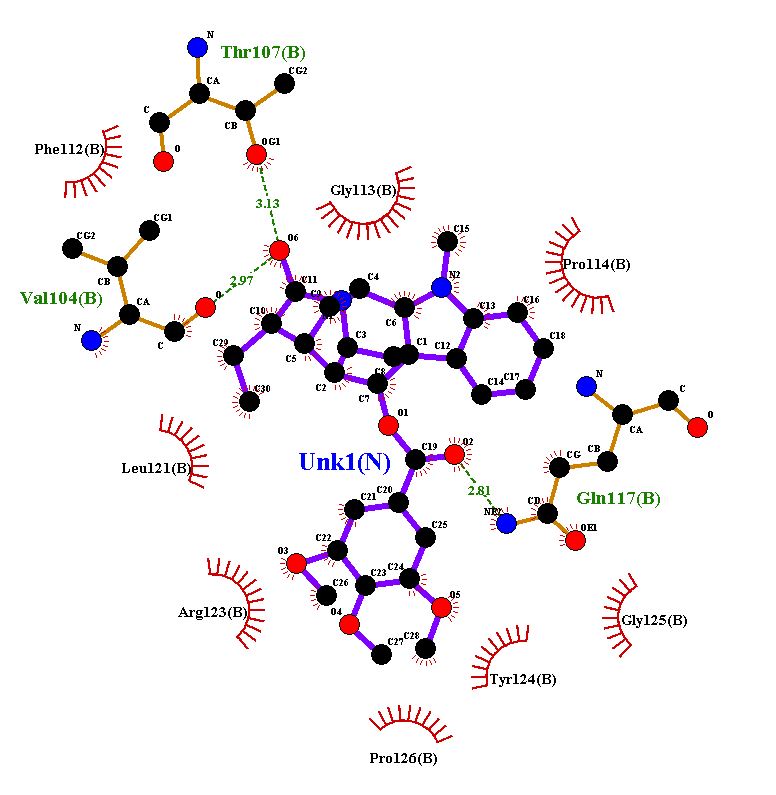 N
Thr107(B)
CA
CG2
C
CB
O
OG1
Phe112(B)
3.13
Gly113(B)
CG1
CG2
CB
O6
C15
Pro114(B)
Val104(B)
2.97
O
CA
N
C
C11
C9
C4
N2
C10
C6
C13
C16
C29
C5
C3
C1
C12
C18
C2
C8
C7
C14
C17
C30
O1
N
C
CA
O
Unk1(N)
C19
O2
CG
CB
Leu121(B)
2.81
Gln117(B)
C20
C21
NE2
CD
OE1
C25
C22
O3
C23
C24
C26
O5
Arg123(B)
O4
C27
C28
Gly125(B)
Tyr124(B)
Pro126(B)